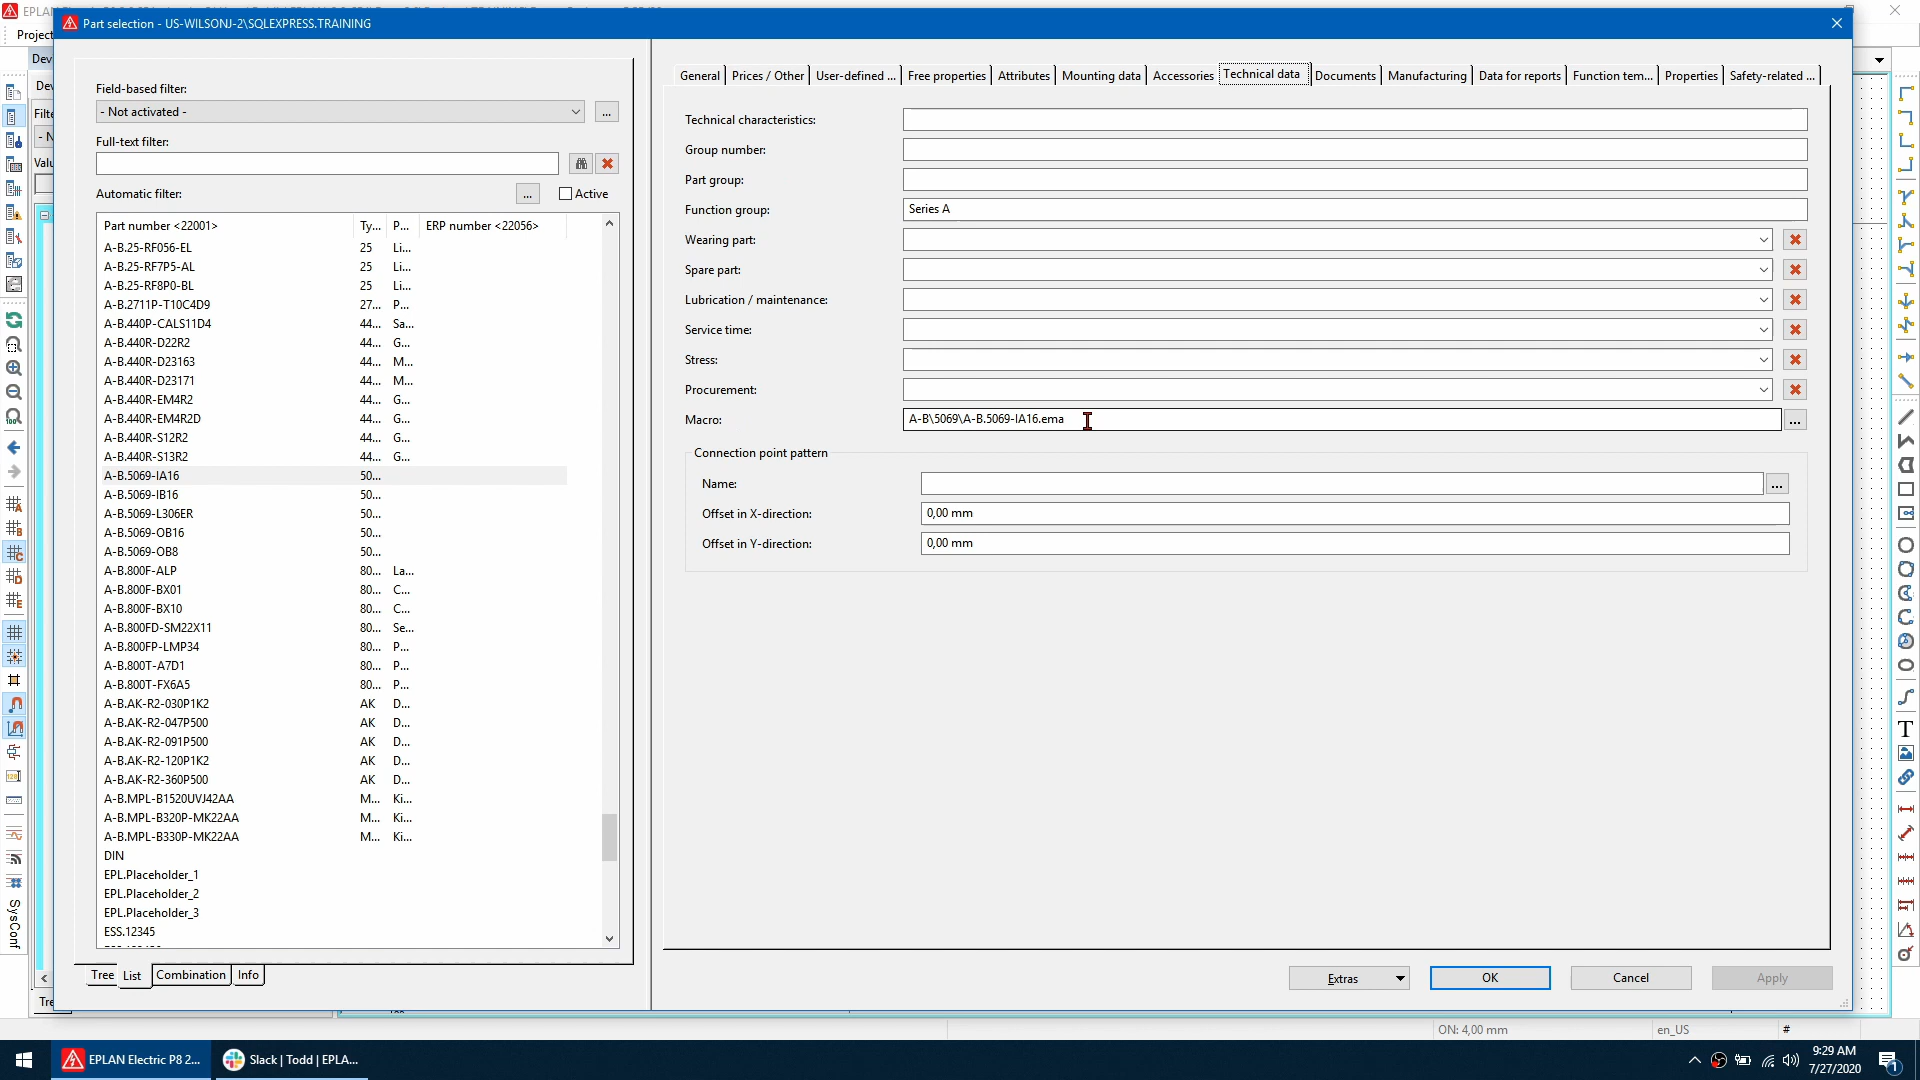 EPLAN
Part selection - US-WILSONJ-2\SQLEXPRESS.TRAINING
Project
Dev
Dev
Filte
- N
Valu
Field-based filter:
- Not activated -
...
Full-text filter:
Automatic filter:
...
Active
Part number <22001> Ty... P... ERP number <22056>
A-B.25-RF056-EL 25 Li...
A-B.25-RF7P5-AL 25 Li...
A-B.25-RF8P0-BL 25 Li...
A-B.2711P-T10C4D9 27... P...
A-B.440P-CALS11D4 44... Sa...
A-B.440R-D22R2 44... G...
A-B.440R-D23163 44... M...
A-B.440R-D23171 44... M...
A-B.440R-EM4R2 44... G...
A-B.440R-EM4R2D 44... G...
A-B.440R-S12R2 44... G...
A-B.440R-S13R2 44... G...
A-B.5069-IA16 50...
A-B.5069-IB16 50...
A-B.5069-L306ER 50...
A-B.5069-OB16 50...
A-B.5069-OB8 50...
A-B.800F-ALP 80... La...
A-B.800F-BX01 80... C...
A-B.800F-BX10 80... C...
A-B.800FD-SM22X11 80... Se...
A-B.800FP-LMP34 80... P...
A-B.800T-A7D1 80... P...
A-B.800T-FX6A5 80... P...
A-B.AK-R2-030P1K2 AK D...
A-B.AK-R2-047P500 AK D...
A-B.AK-R2-091P500 AK D...
A-B.AK-R2-120P1K2 AK D...
A-B.AK-R2-360P500 AK D...
A-B.MPL-B1520UVJ42AA M... Ki...
A-B.MPL-B320P-MK22AA M... Ki...
A-B.MPL-B330P-MK22AA M... Ki...
DIN
EPL.Placeholder_1
EPL.Placeholder_2
EPL.Placeholder_3
ESS.12345
Tree List Combination Info
General Prices / Other User-defined ... Free properties Attributes Mounting data Accessories Technical data Documents Manufacturing Data for reports Function tem... Properties Safety-related ...
Technical characteristics:
Group number:
Part group:
Function group: Series A
Wearing part:
Spare part:
Lubrication / maintenance:
Service time:
Stress:
Procurement:
Macro: A-B\5069\A-B.5069-IA16.ema ...
Connection point pattern
Name: ...
Offset in X-direction: 0,00 mm
Offset in Y-direction: 0,00 mm
Extras OK Cancel Apply
SysConf
Tre
ON: 4,00 mm en_US #
EPLAN Electric P8 2... Slack | Todd | EPLA...
9:29 AM
7/27/2020
1